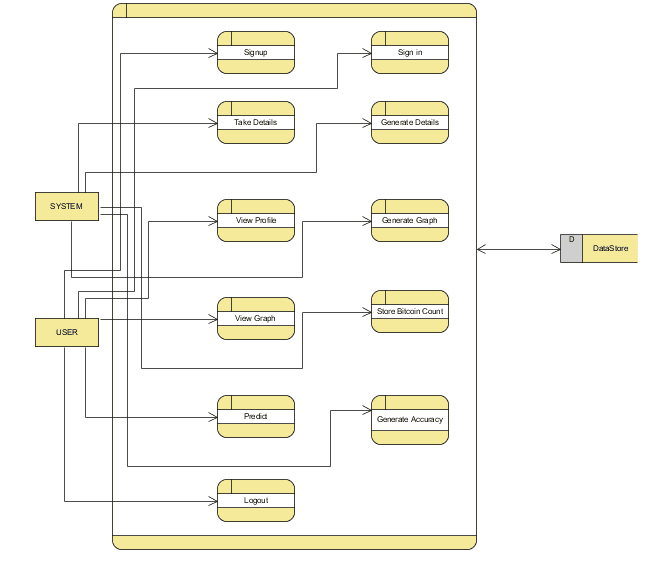 Signup
Sign in
Take Details
Generate Details
SYSTEM
View Profile
Generate Graph
D
DataStore
View Graph
Store Bitcoin Count
USER
Predict
Generate Accuracy
Logout